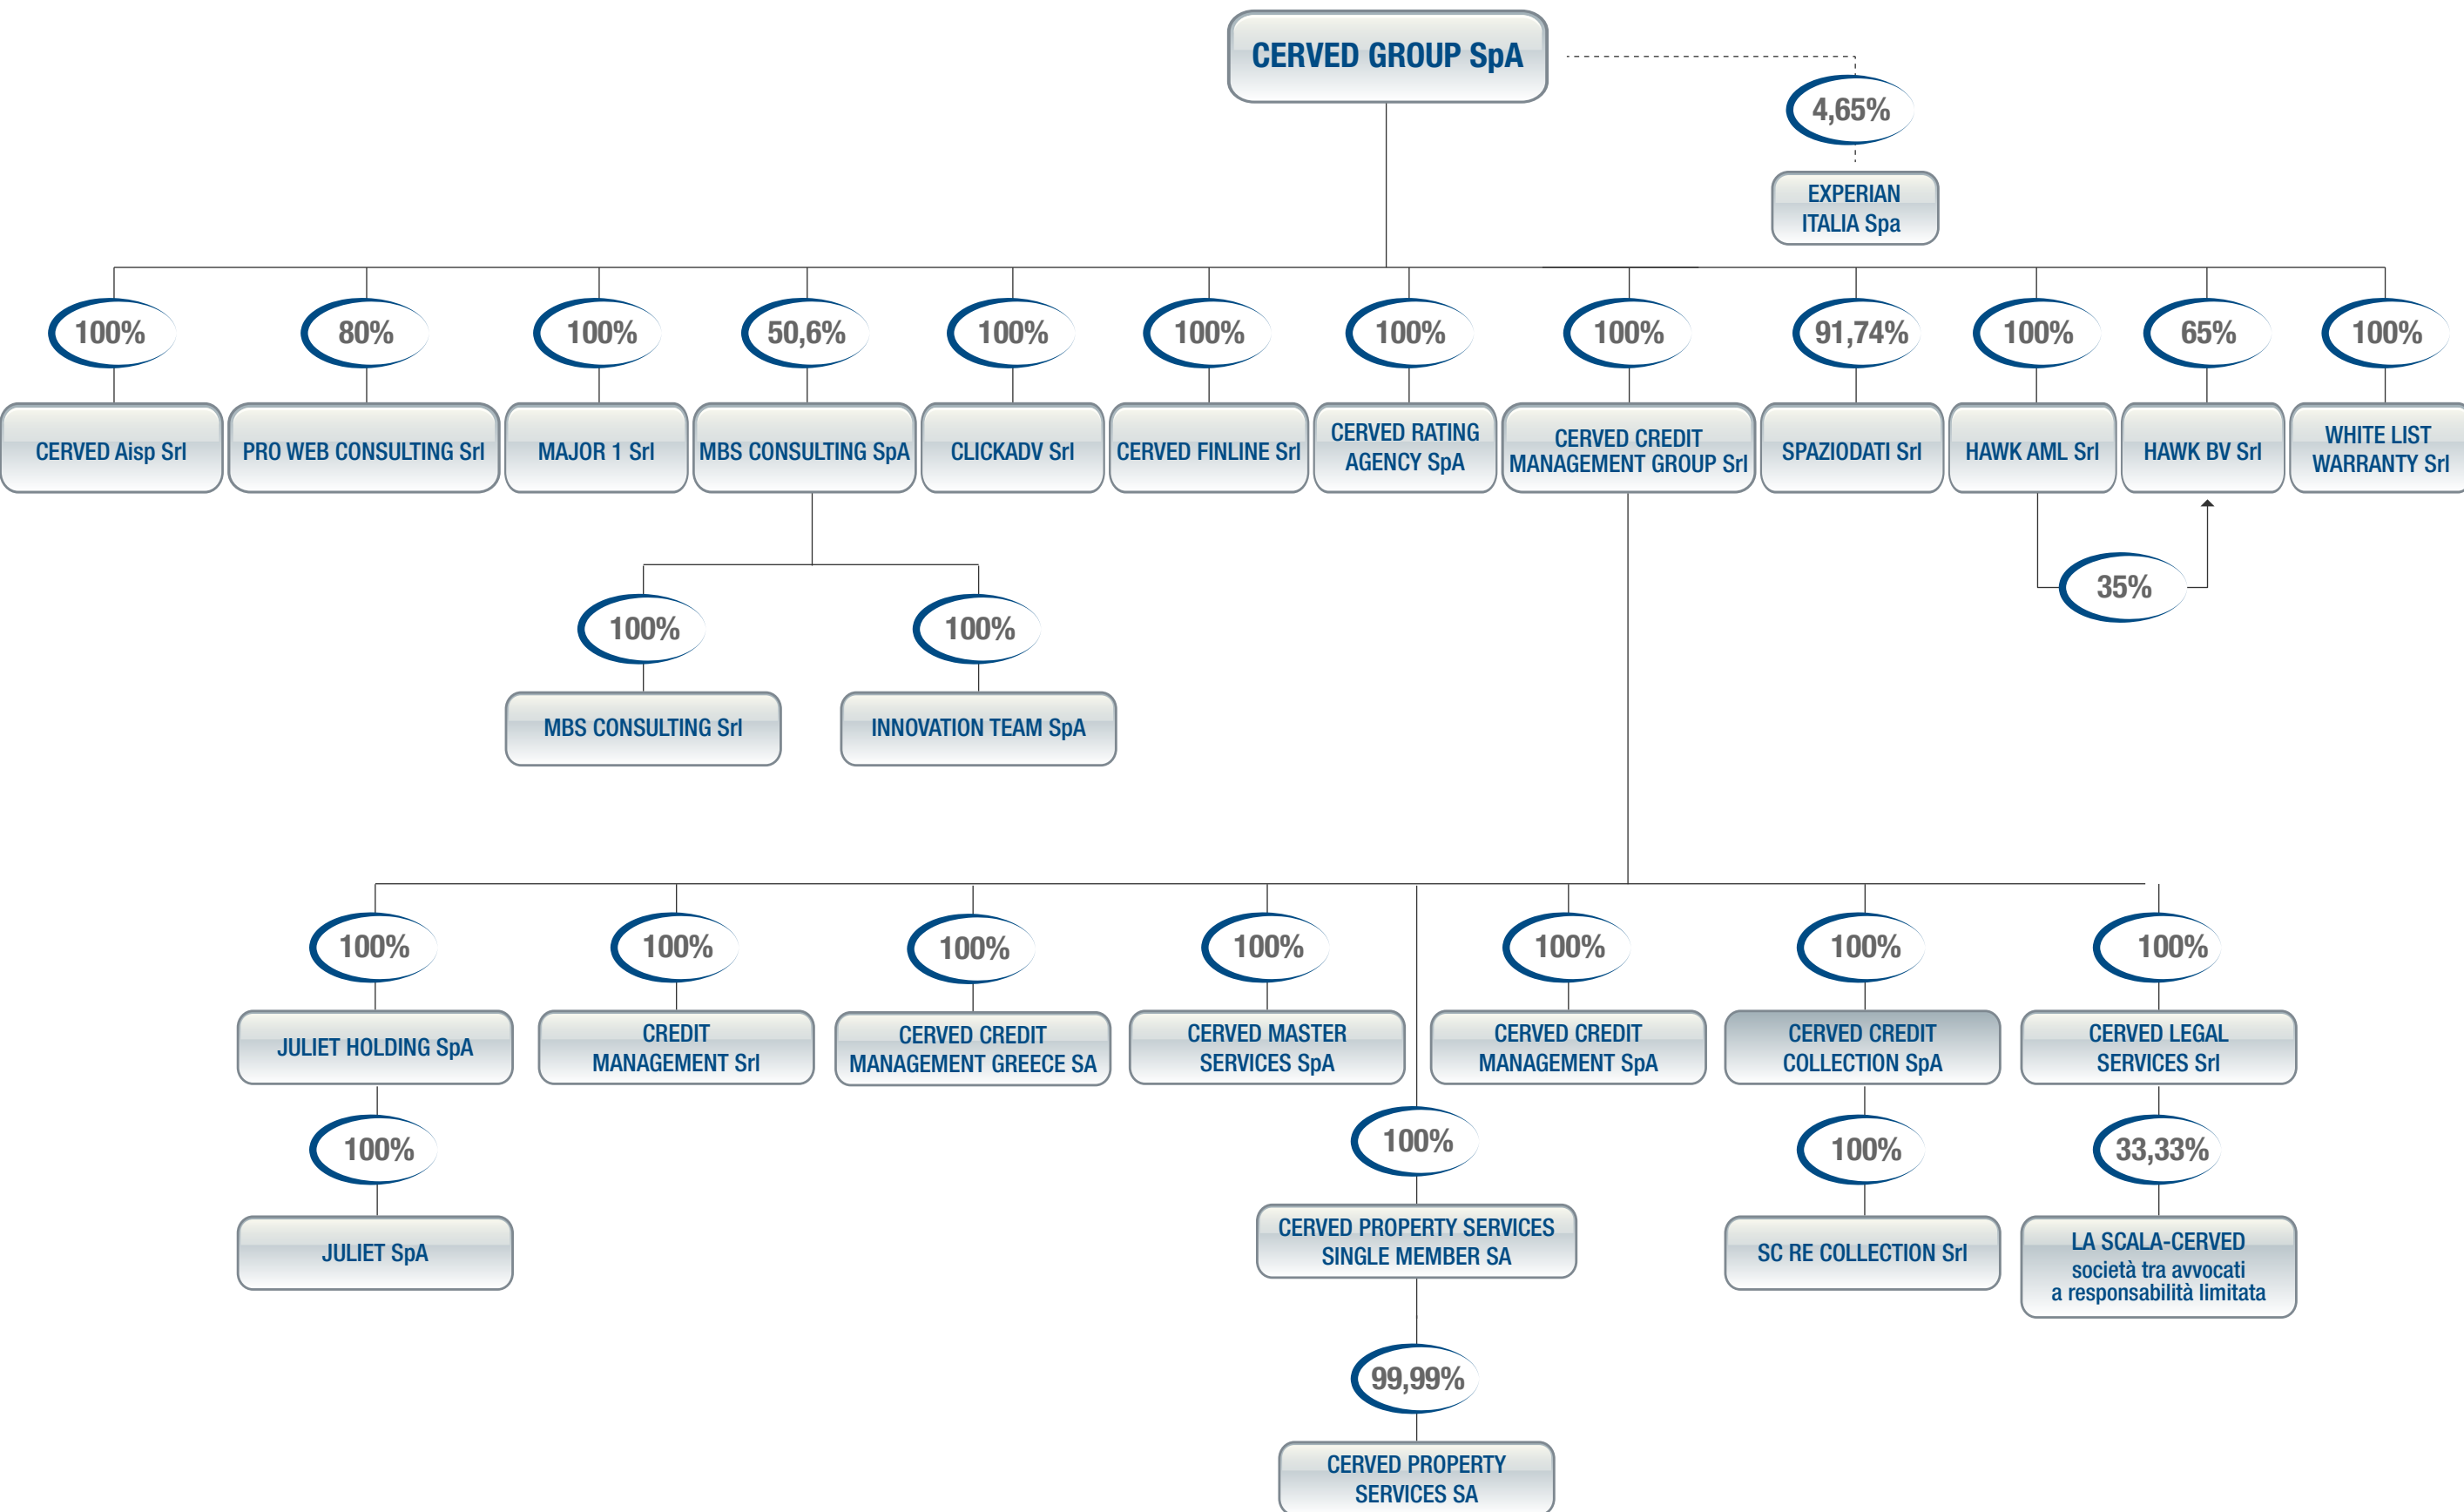 CERVED GROUP SpA
4,65%
EXPERIAN
ITALIA Spa
100%
80%
100%
50,6%
100%
100%
100%
100%
91,74%
100%
65%
100%
CERVED Aisp Srl
PRO WEB CONSULTING Srl
MAJOR 1 Srl
MBS CONSULTING SpA
CLICKADV Srl
CERVED FINLINE Srl
CERVED RATING
AGENCY SpA
CERVED CREDIT
MANAGEMENT GROUP Srl
SPAZIODATI Srl
HAWK AML Srl
HAWK BV Srl
WHITE LIST
WARRANTY Srl
35%
100%
100%
MBS CONSULTING Srl
INNOVATION TEAM SpA
100%
100%
100%
100%
100%
100%
100%
JULIET HOLDING SpA
CREDIT
MANAGEMENT Srl
CERVED CREDIT
MANAGEMENT GREECE SA
CERVED MASTER
SERVICES SpA
CERVED CREDIT
MANAGEMENT SpA
CERVED CREDIT
COLLECTION SpA
CERVED LEGAL
SERVICES Srl
100%
100%
100%
33,33%
JULIET SpA
CERVED PROPERTY SERVICES
SINGLE MEMBER SA
SC RE COLLECTION Srl
LA SCALA-CERVED
società tra avvocati
a responsabilità limitata
99,99%
CERVED PROPERTY
SERVICES SA